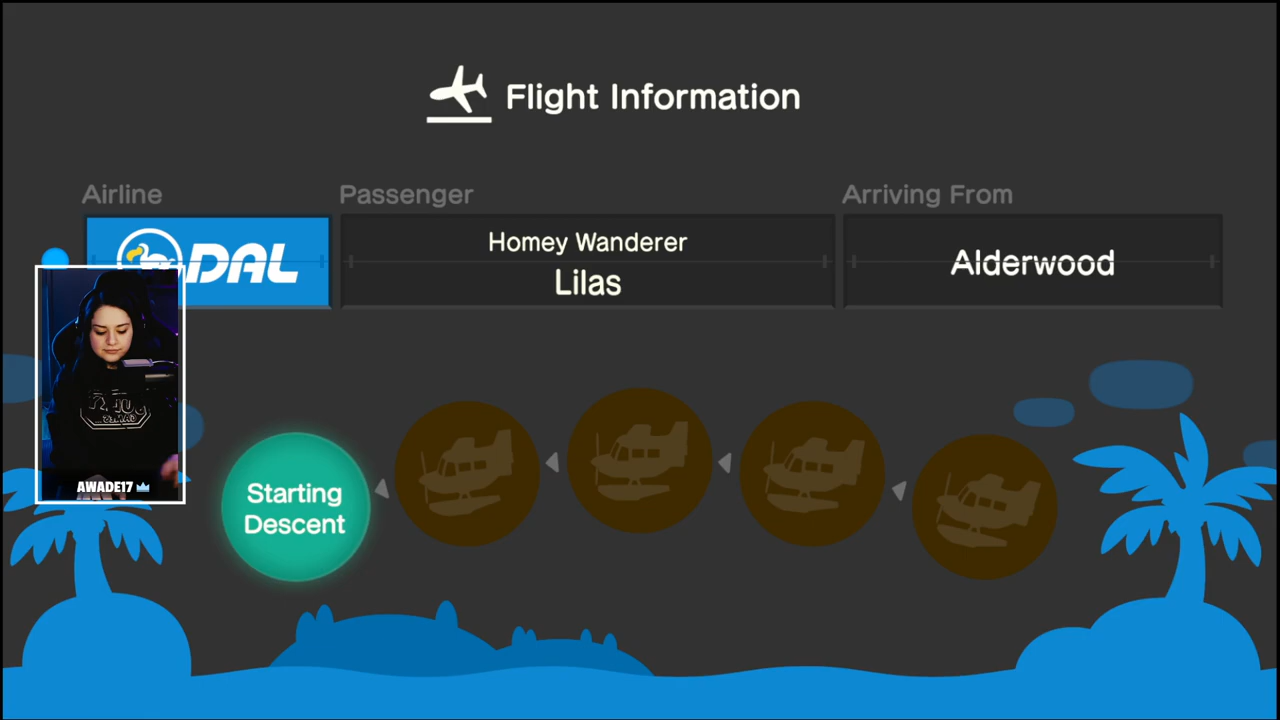 Flight Information
Airline
Passenger
Arriving From
DAL
Homey Wanderer
Lilas
Alderwood
Starting
Descent
AWADE17